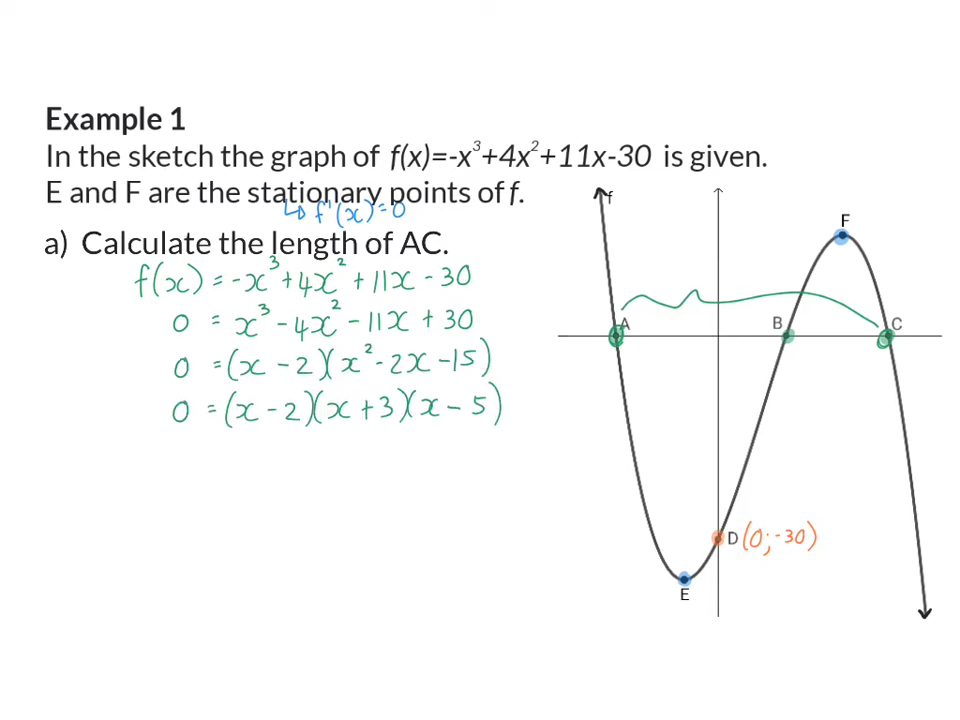 Example 1
In the sketch the graph of f(x)=-x³+4x²+11x-30 is given.
E and F are the stationary points of f.
↳ f'(x)=0
a) Calculate the length of AC.
f(x) = -x³ + 4x² + 11x - 30
0 = x³ - 4x² - 11x + 30
0 = (x - 2)(x² - 2x - 15)
0 = (x - 2)(x + 3)(x - 5)
f
F
A
B
C
D (0;-30)
E